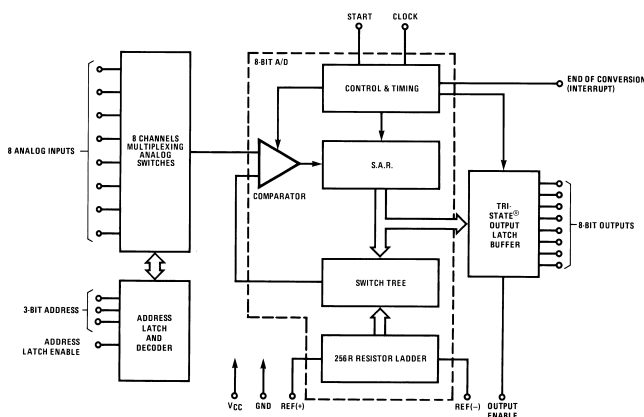 START
CLOCK
8-BIT A/D
CONTROL & TIMING
END OF CONVERSION
(INTERRUPT)
8 ANALOG INPUTS
8 CHANNELS
MULTIPLEXING
ANALOG
SWITCHES
COMPARATOR
S.A.R.
TRI-
STATE®
OUTPUT
LATCH
BUFFER
8-BIT OUTPUTS
SWITCH TREE
3-BIT ADDRESS
ADDRESS
LATCH ENABLE
ADDRESS
LATCH
AND
DECODER
256R RESISTOR LADDER
VCC
GND
REF(+)
REF(−)
OUTPUT
ENABLE